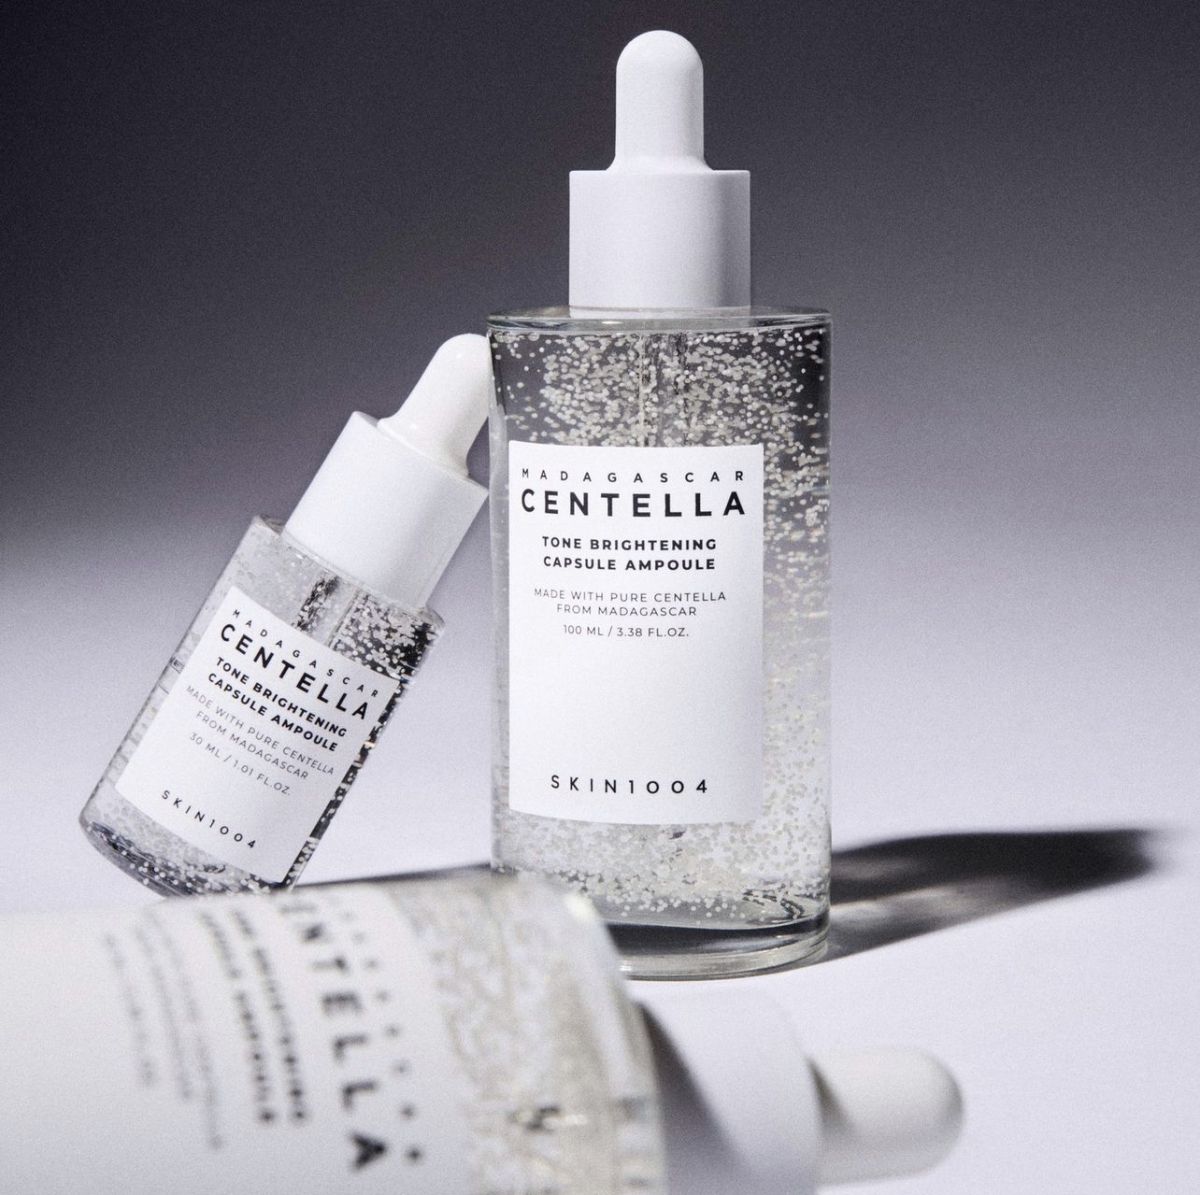 MADAGASCAR
CENTELLA
TONE BRIGHTENING
CAPSULE AMPOULE
MADE WITH PURE CENTELLA
FROM MADAGASCAR
100 ML / 3.38 FL.OZ.
SKIN1004
MADAGASCAR
CENTELLA
TONE BRIGHTENING
CAPSULE AMPOULE
MADE WITH PURE CENTELLA
FROM MADAGASCAR
30 ML / 1.01 FL.OZ.
SKIN1004
CENTELLA